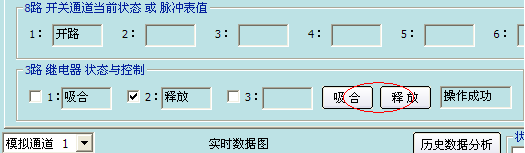 8路 开关通道当前状态 或 脉冲表值
1: 开路 2: 3: 4: 5: 6:
3路 继电器 状态与控制
1: 吸合 2: 释放 3: 吸 合 释 放 操作成功
模拟通道 1 实时数据图 历史数据分析